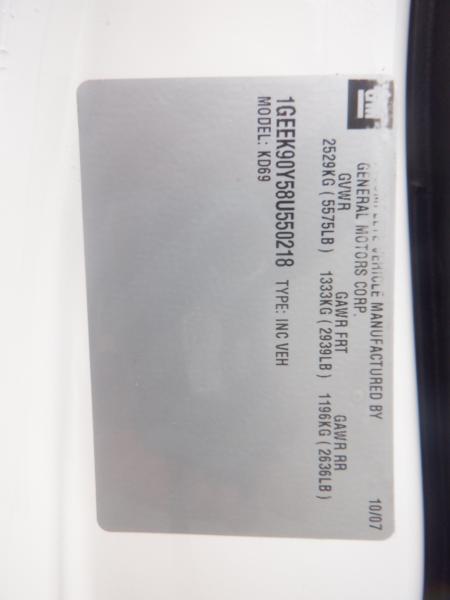 GM
VEHICLE MANUFACTURED BY
GENERAL MOTORS CORP. 10/07
GVWR GAWR FRT GAWR RR
2529KG ( 5575LB ) 1333KG ( 2939LB ) 1196KG ( 2636LB )
1GEEK90Y58U550218 TYPE: INC VEH
MODEL: KD69